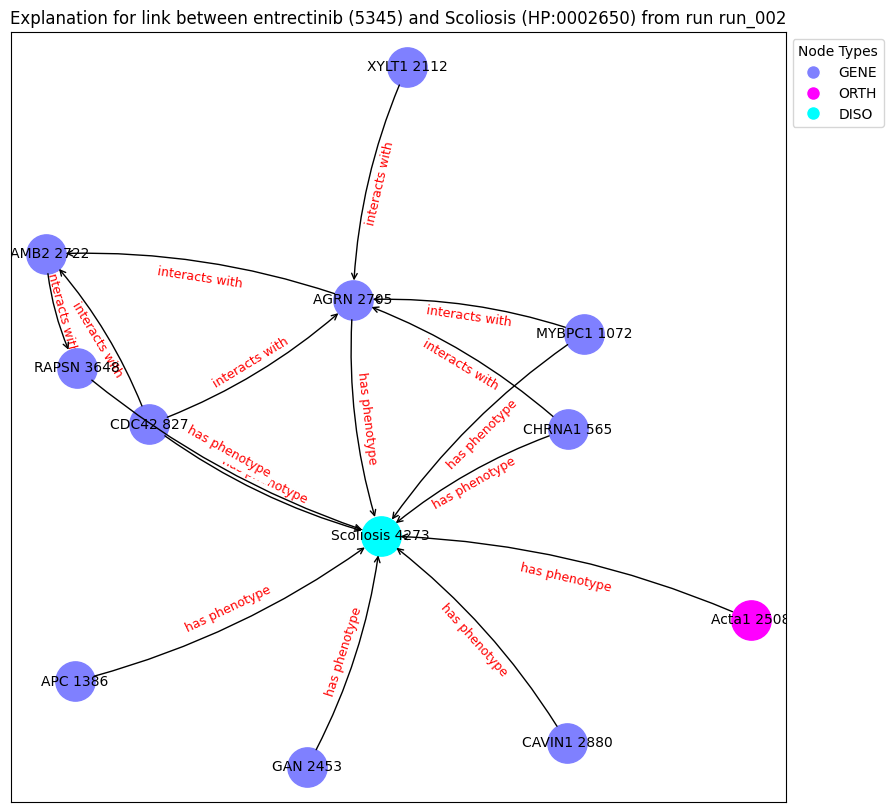 Explanation for link between entrectinib (5345) and Scoliosis (HP:0002650) from run run_002
Node Types
GENE
ORTH
DISO
XYLT1 2112
interacts with
AMB2 2722
interacts with
AGRN 2705
interacts with
MYBPC1 1072
interacts with
interacts with
RAPSN 3648
interacts with
interacts with
CDC42 827
has phenotype
has phenotype
CHRNA1 565
has phenotype
has phenotype
has phenotype
Scoliosis 4273
has phenotype
Acta1 2508
has phenotype
has phenotype
has phenotype
APC 1386
GAN 2453
CAVIN1 2880